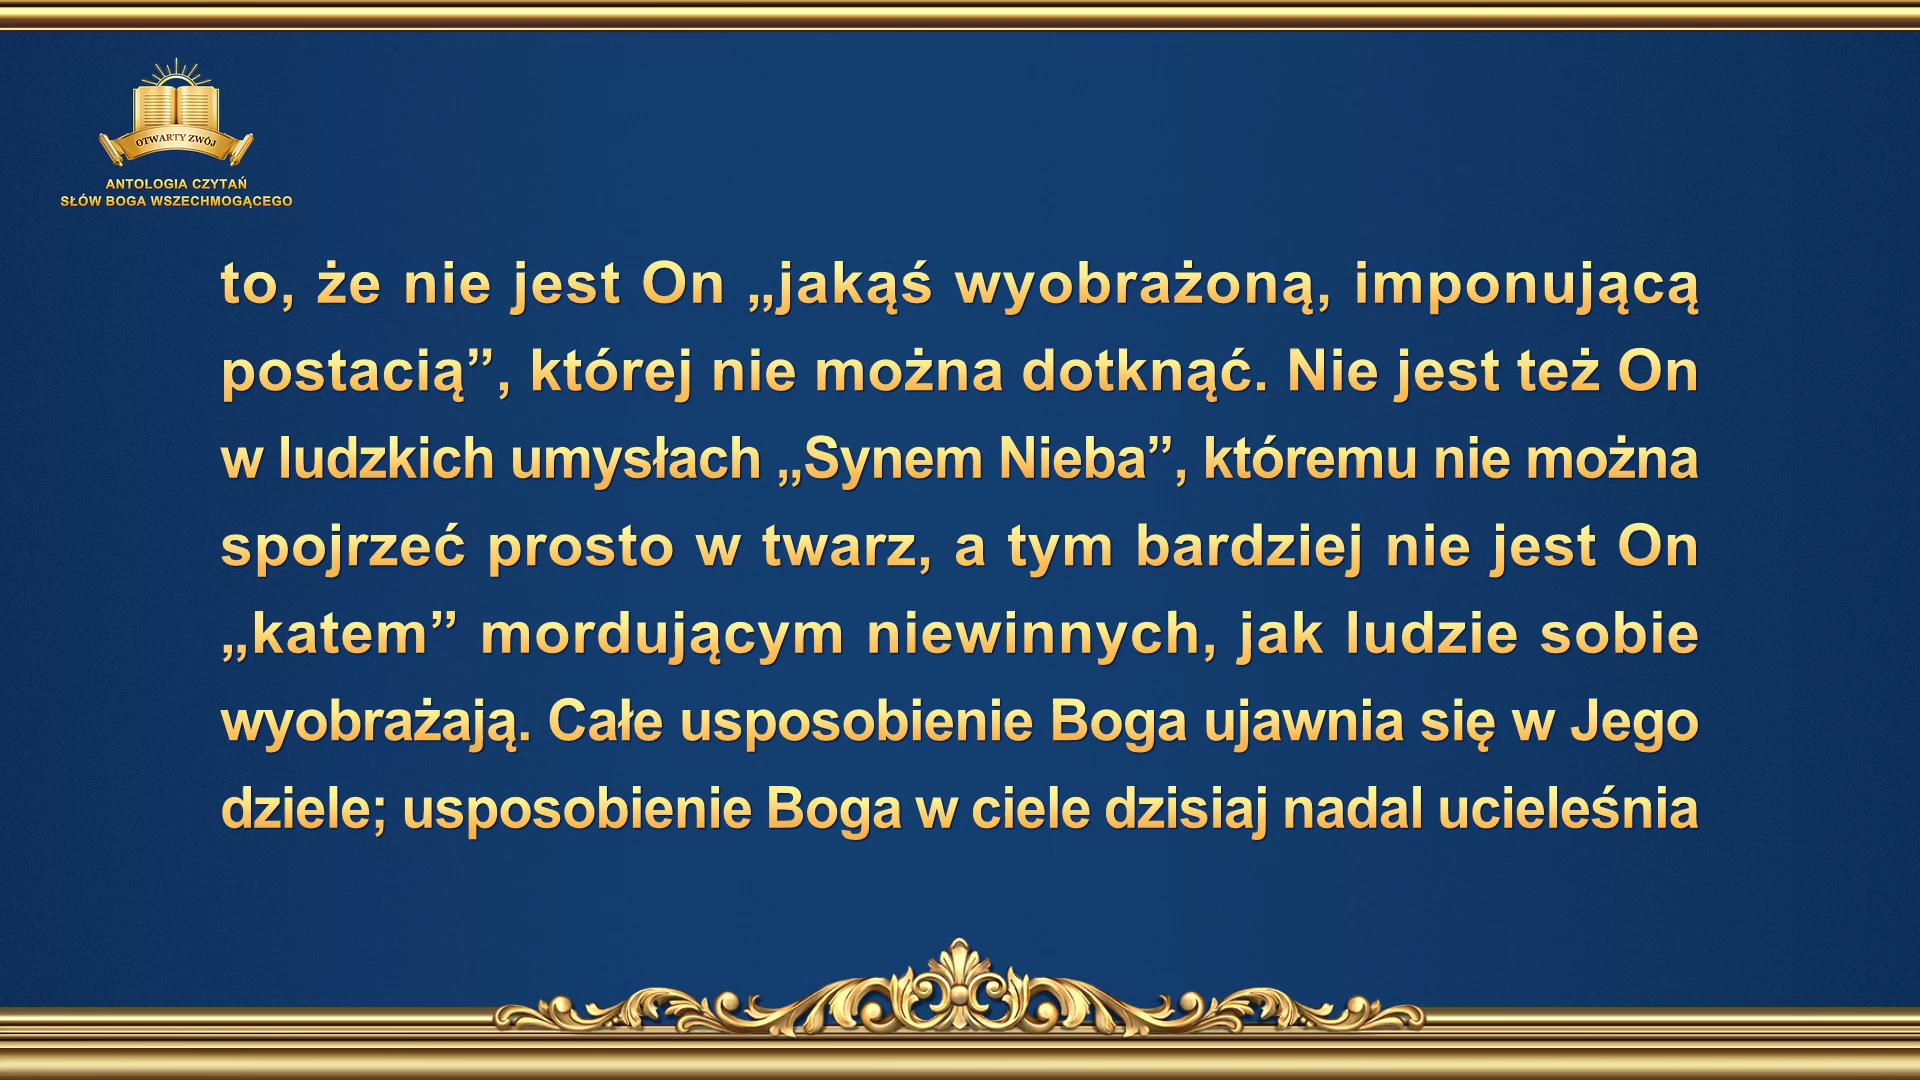 OTWARTY ZWÓJ
ANTOLOGIA CZYTAŃ
SŁÓW BOGA WSZECHMOGĄCEGO
to, że nie jest On „jakąś wyobrażoną, imponującą
postacią”, której nie można dotknąć. Nie jest też On
w ludzkich umysłach „Synem Nieba”, któremu nie można
spojrzeć prosto w twarz, a tym bardziej nie jest On
„katem” mordującym niewinnych, jak ludzie sobie
wyobrażają. Całe usposobienie Boga ujawnia się w Jego
dziele; usposobienie Boga w ciele dzisiaj nadal ucieleśnia